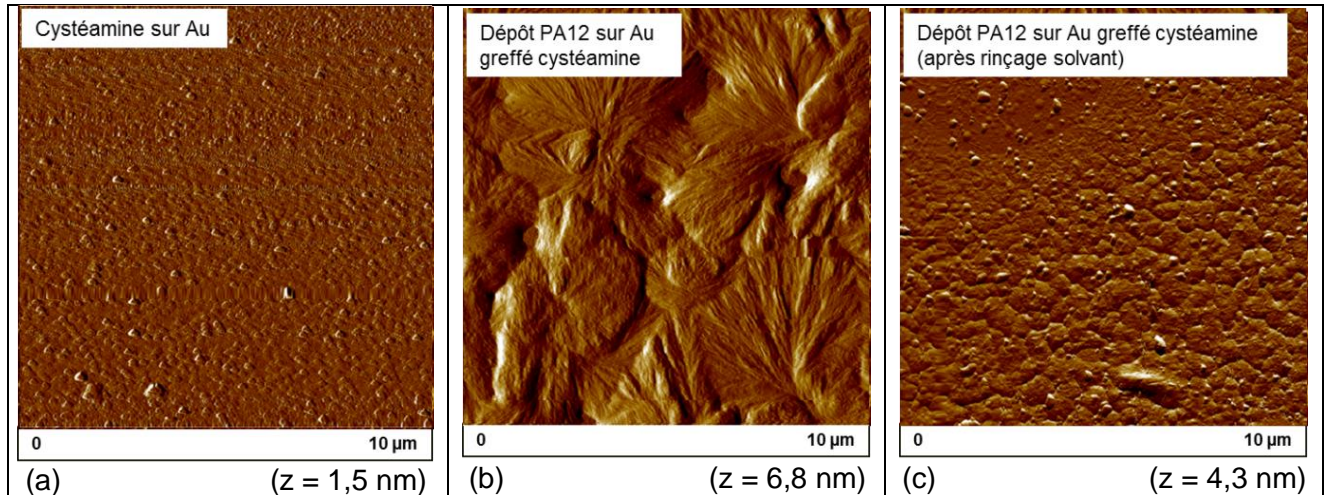 Cystéamine sur Au
0 10 µm
(a) (z = 1,5 nm)
Dépôt PA12 sur Au
greffé cystéamine
0 10 µm
(b) (z = 6,8 nm)
Dépôt PA12 sur Au greffé cystéamine
(après rinçage solvant)
0 10 µm
(c) (z = 4,3 nm)